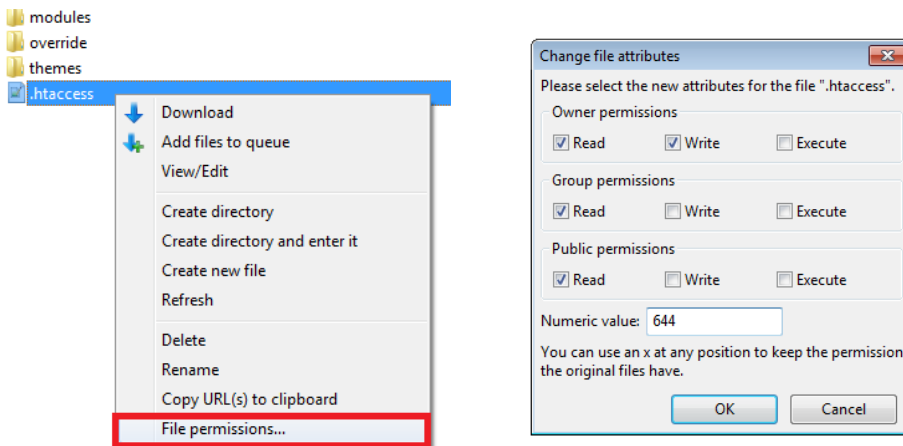 modules
override
themes
.htaccess
Download
Add files to queue
View/Edit
Create directory
Create directory and enter it
Create new file
Refresh
Delete
Rename
Copy URL(s) to clipboard
File permissions...
Change file attributes
Please select the new attributes for the file ".htaccess".
Owner permissions
Read Write Execute
Group permissions
Read Write Execute
Public permissions
Read Write Execute
Numeric value: 644
You can use an x at any position to keep the permission
the original files have.
OK Cancel